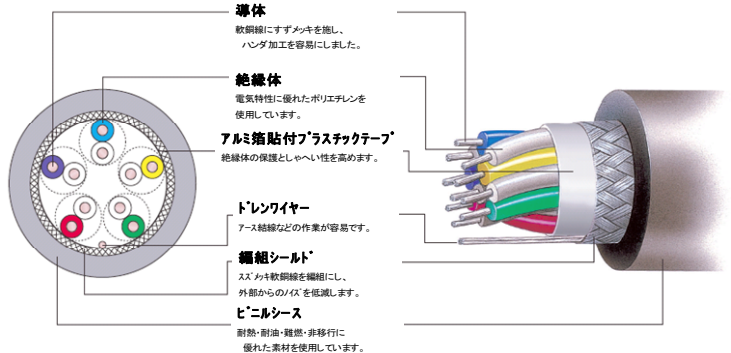 導体
軟銅線にすずメッキを施し、
ハンダ加工を容易にしました。
絶縁体
電気特性に優れたポリエチレンを
使用しています。
アルミ箔貼付プラスチックテープ
絶縁体の保護としゃへい性を高めます。
ドレンワイヤー
アース結線などの作業が容易です。
編組シールド
スズメッキ軟銅線を編組にし、
外部からのノイズを低減します。
ビニルシース
耐熱・耐油・難燃・非移行に
優れた素材を使用しています。